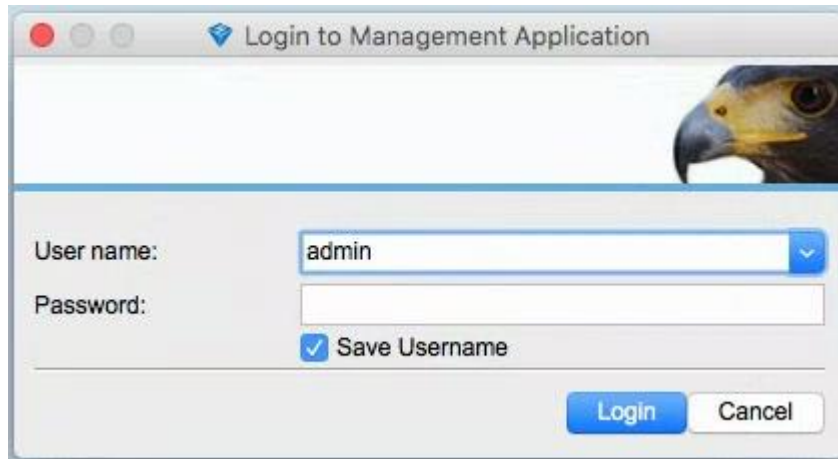 Login to Management Application
User name:
admin
Password:
Save Username
Login
Cancel